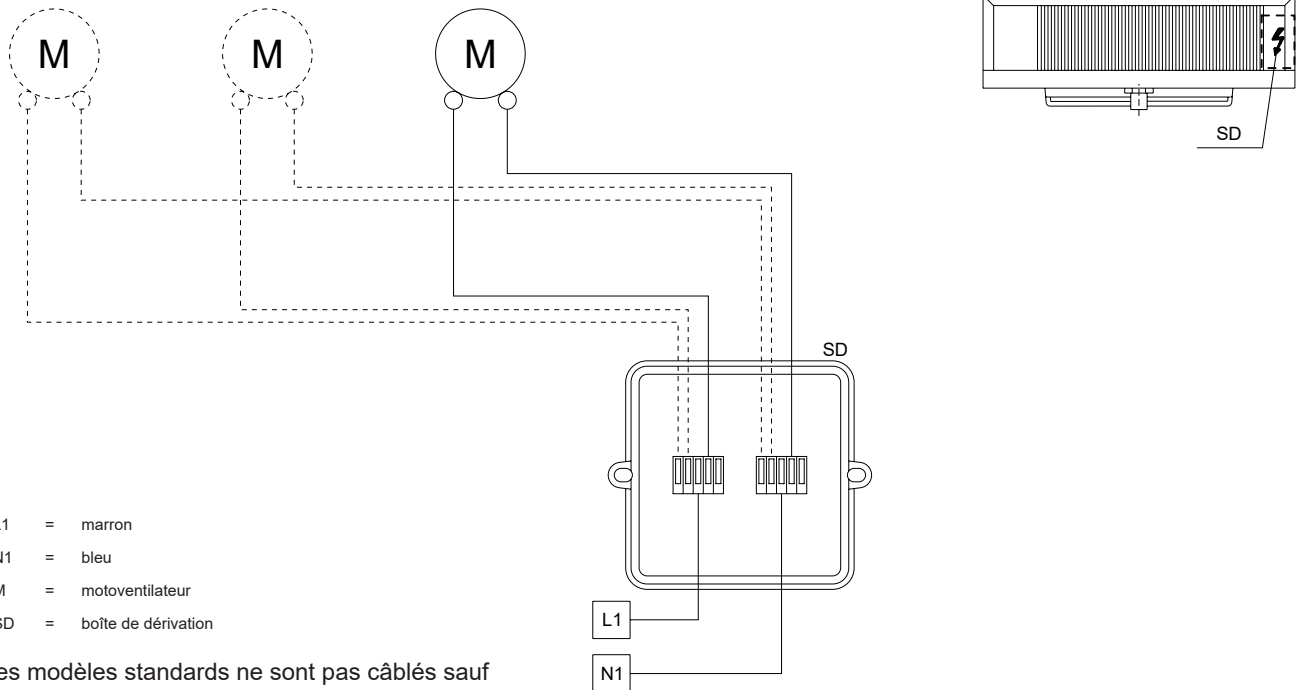 M M M
SD
SD
L1 = marron
N1 = bleu
M = motoventilateur
SD = boîte de dérivation
L1
es modèles standards ne sont pas câblés sauf
N1